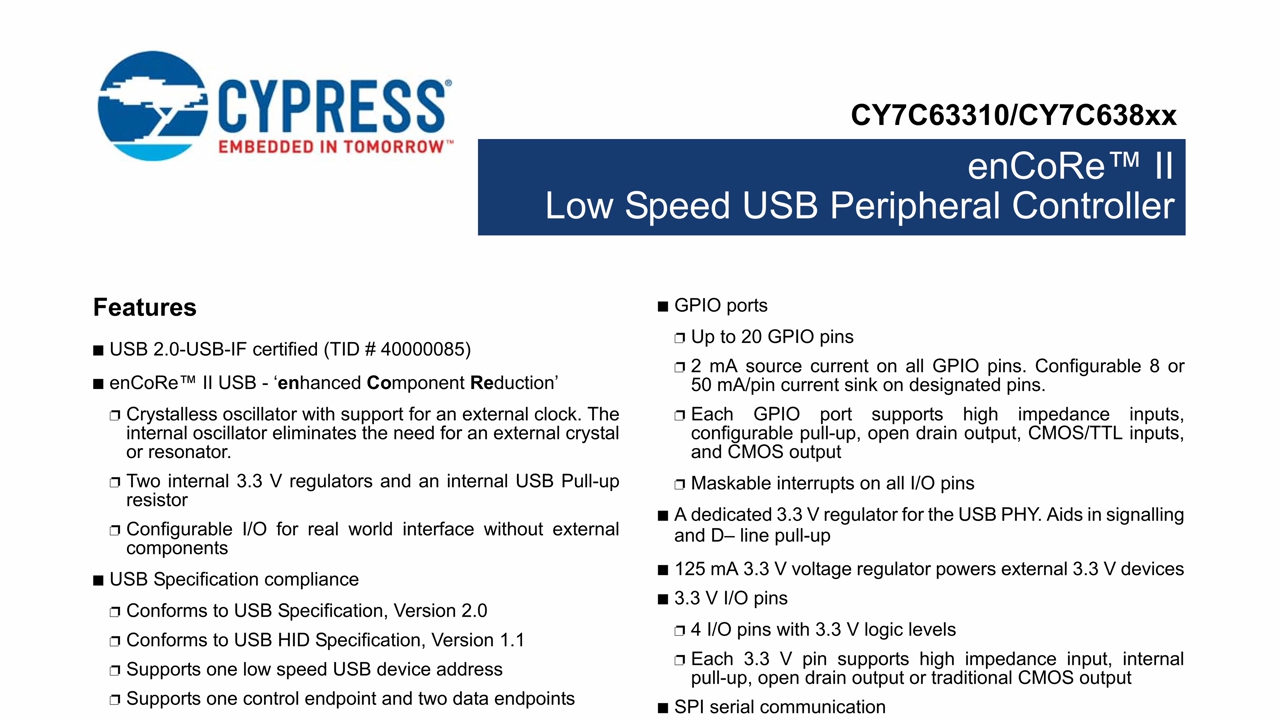 CYPRESS®
EMBEDDED IN TOMORROW™
CY7C63310/CY7C638xx
enCoRe™ II
Low Speed USB Peripheral Controller
Features
■ USB 2.0-USB-IF certified (TID # 40000085)
■ enCoRe™ II USB - ‘enhanced Component Reduction’
❐ Crystalless oscillator with support for an external clock. The
internal oscillator eliminates the need for an external crystal
or resonator.
❐ Two internal 3.3 V regulators and an internal USB Pull-up
resistor
❐ Configurable I/O for real world interface without external
components
■ USB Specification compliance
❐ Conforms to USB Specification, Version 2.0
❐ Conforms to USB HID Specification, Version 1.1
❐ Supports one low speed USB device address
❐ Supports one control endpoint and two data endpoints
■ GPIO ports
❐ Up to 20 GPIO pins
❐ 2 mA source current on all GPIO pins. Configurable 8 or
50 mA/pin current sink on designated pins.
❐ Each GPIO port supports high impedance inputs,
configurable pull-up, open drain output, CMOS/TTL inputs,
and CMOS output
❐ Maskable interrupts on all I/O pins
■ A dedicated 3.3 V regulator for the USB PHY. Aids in signalling
and D– line pull-up
■ 125 mA 3.3 V voltage regulator powers external 3.3 V devices
■ 3.3 V I/O pins
❐ 4 I/O pins with 3.3 V logic levels
❐ Each 3.3 V pin supports high impedance input, internal
pull-up, open drain output or traditional CMOS output
■ SPI serial communication